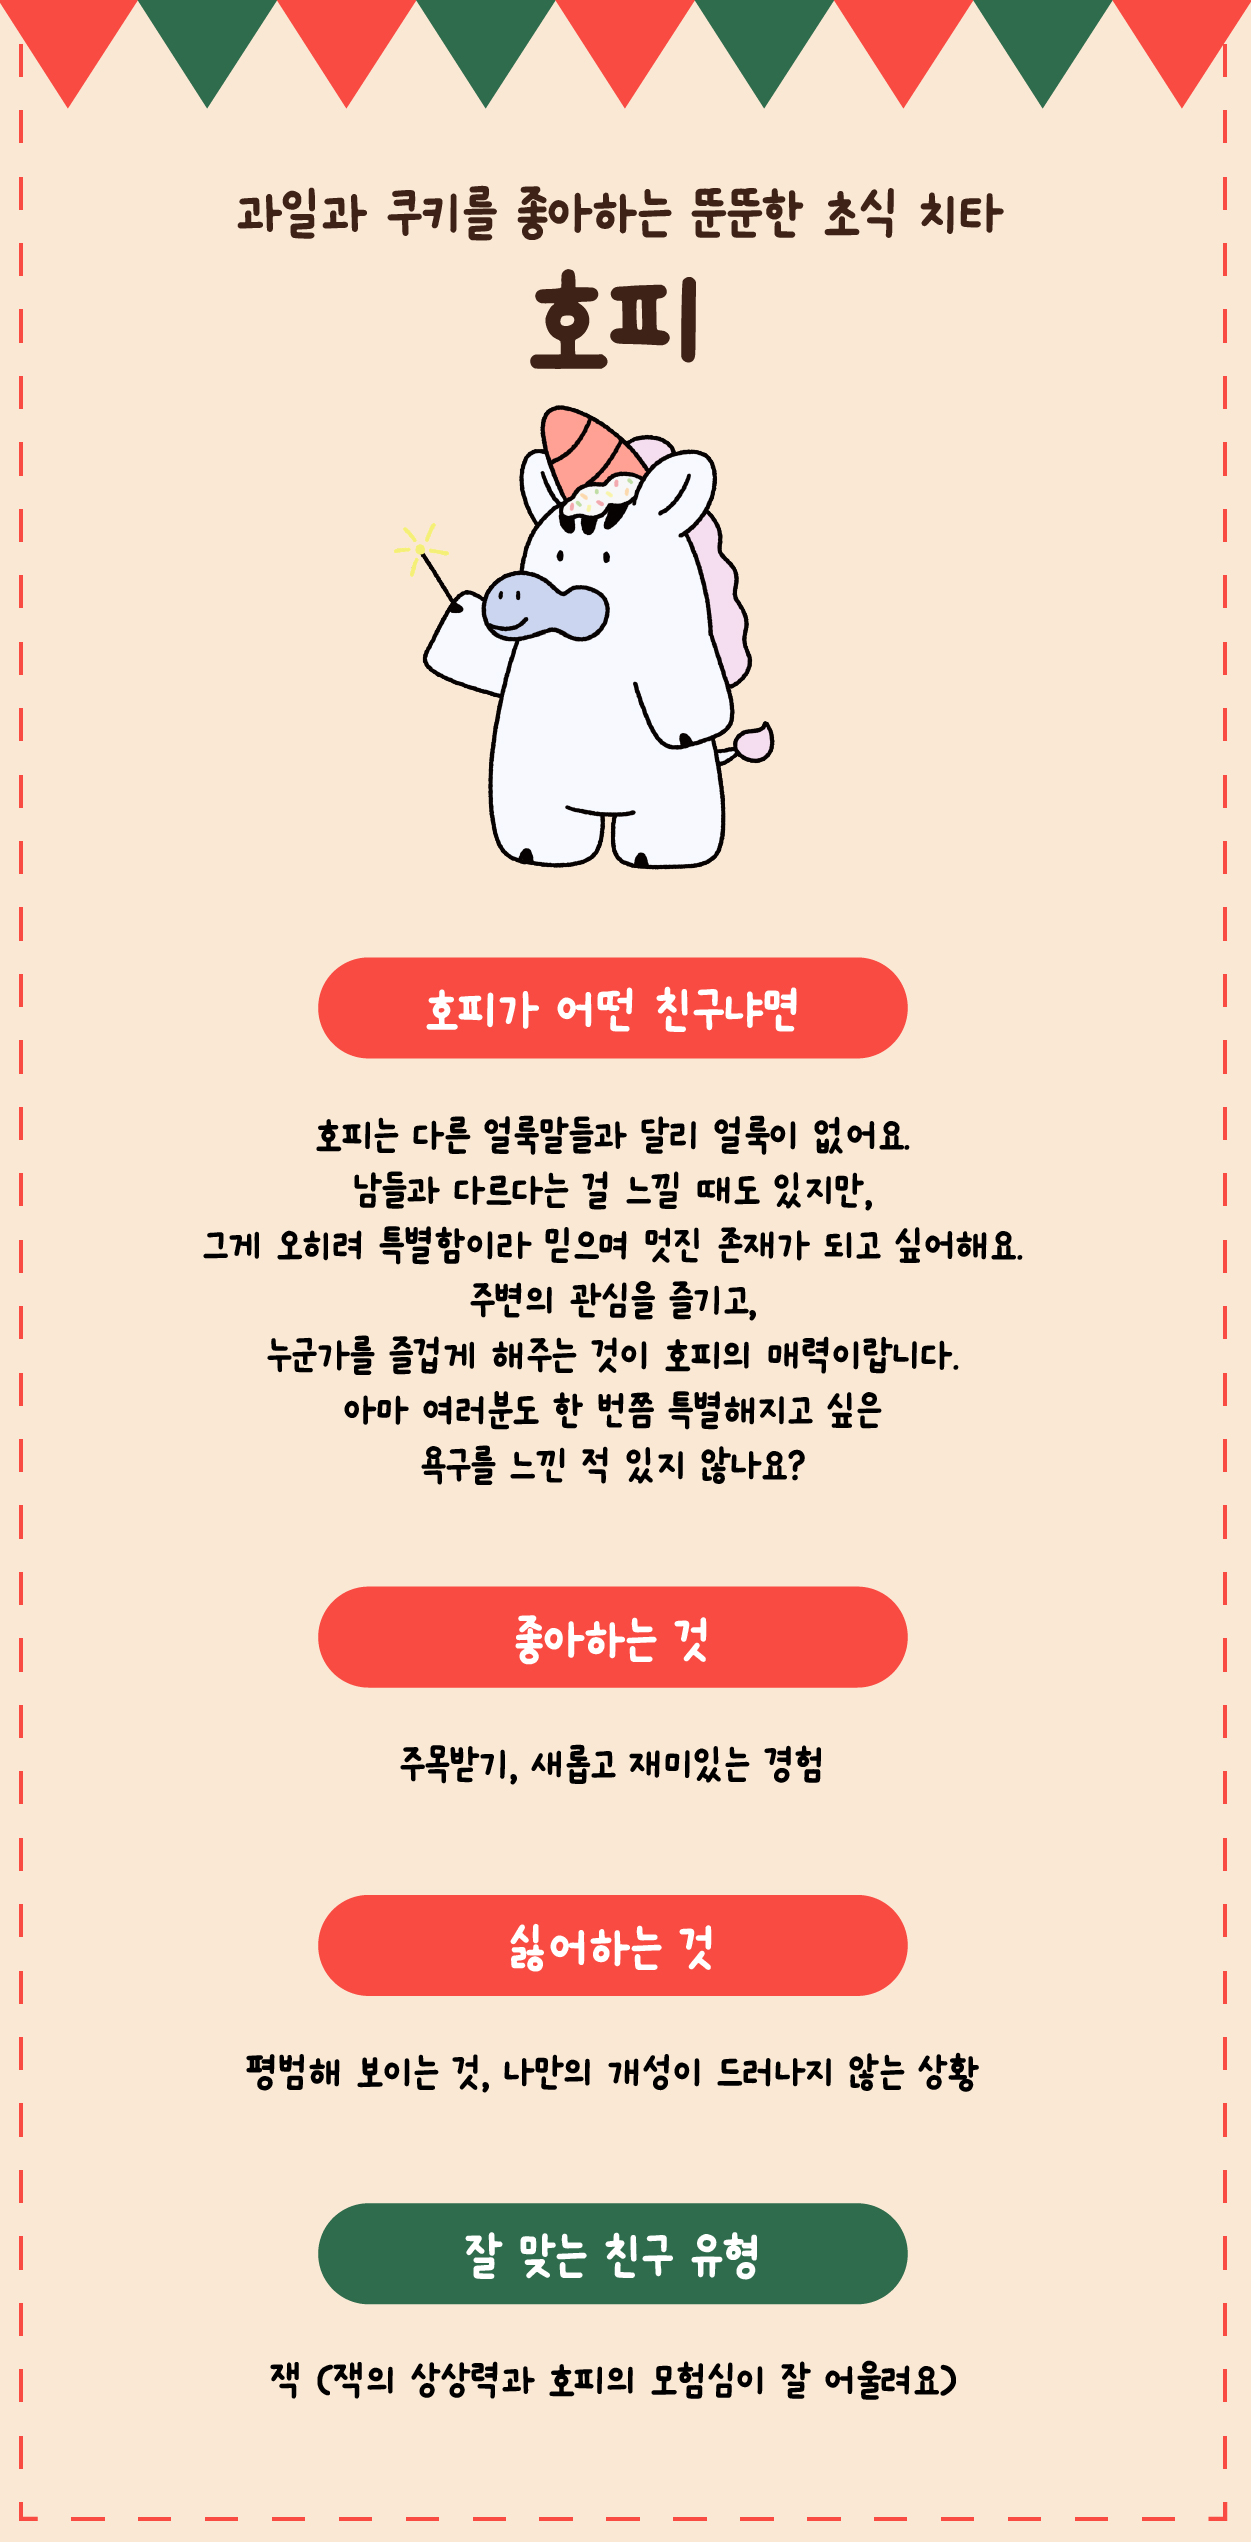 과일과 쿠키를 좋아하는 뚠뚠한 초식 치타
호피
호피가 어떤 친구냐면
호피는 다른 얼룩말들과 달리 얼룩이 없어요.
남들과 다르다는 걸 느낄 때도 있지만,
그게 오히려 특별함이라 믿으며 멋진 존재가 되고 싶어해요.
주변의 관심을 즐기고,
누군가를 즐겁게 해주는 것이 호피의 매력이랍니다.
아마 여러분도 한 번쯤 특별해지고 싶은
욕구를 느낀 적 있지 않나요?
좋아하는 것
주목받기, 새롭고 재미있는 경험
싫어하는 것
평범해 보이는 것, 나만의 개성이 드러나지 않는 상황
잘 맞는 친구 유형
잭 (잭의 상상력과 호피의 모험심이 잘 어울려요)